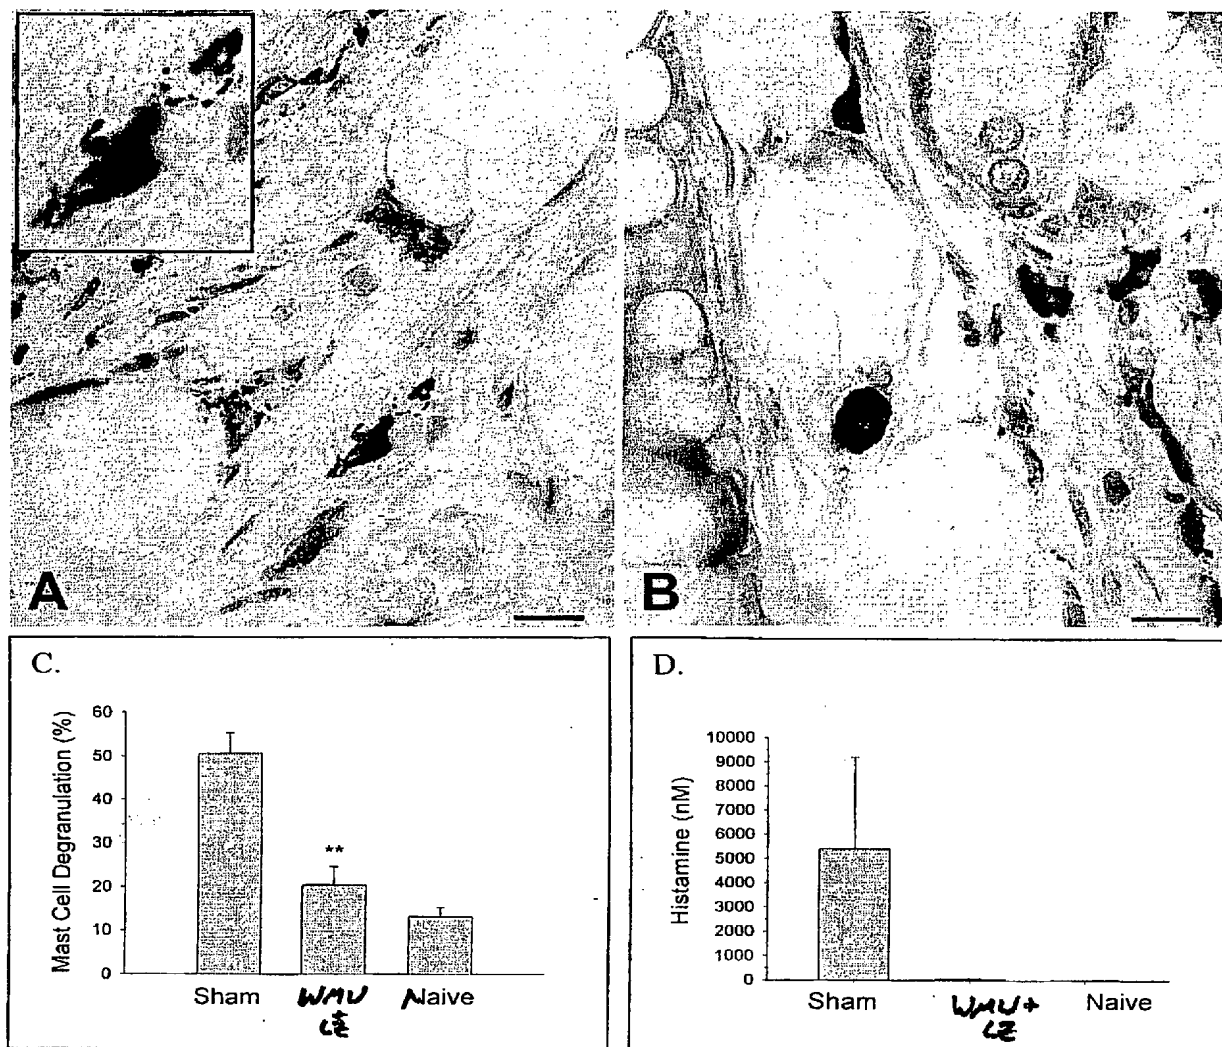 A
B
C.
Mast Cell Degranulation (%)
60
50
40
30
20
10
0
**
Sham
WMU
+
LZ
Naive
D.
Histamine (nM)
10000
9000
8000
7000
6000
5000
4000
3000
2000
1000
0
Sham
WMU +
LZ
Naive